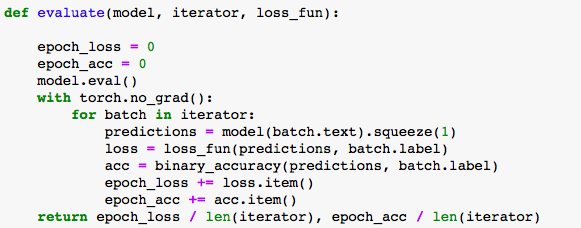 def evaluate(model, iterator, loss_fun):

    epoch_loss = 0
    epoch_acc = 0
    model.eval()
    with torch.no_grad():
        for batch in iterator:
            predictions = model(batch.text).squeeze(1)
            loss = loss_fun(predictions, batch.label)
            acc = binary_accuracy(predictions, batch.label)
            epoch_loss += loss.item()
            epoch_acc += acc.item()
    return epoch_loss / len(iterator), epoch_acc / len(iterator)